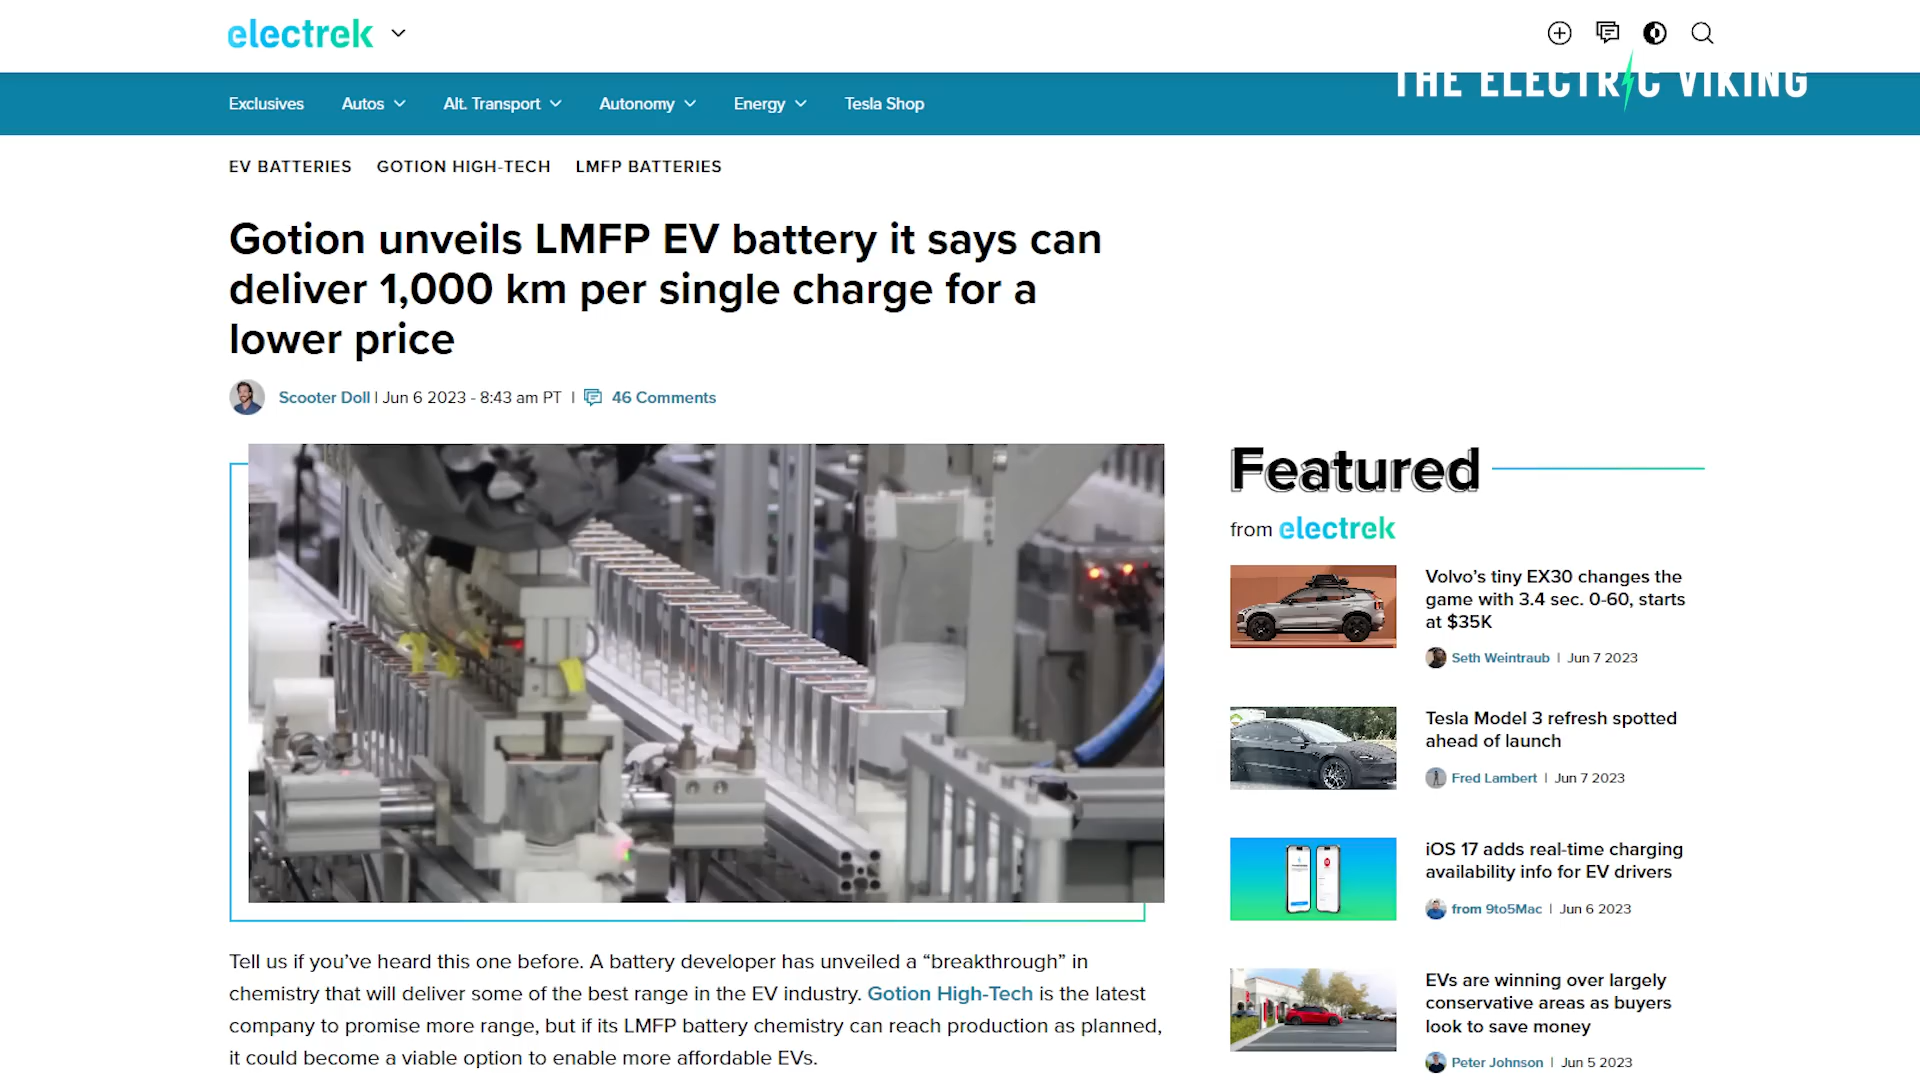 electrek
THE ELECTRIC VIKING
Exclusives Autos Alt. Transport Autonomy Energy Tesla Shop
EV BATTERIES GOTION HIGH-TECH LMFP BATTERIES
Gotion unveils LMFP EV battery it says can
deliver 1,000 km per single charge for a
lower price
Scooter Doll | Jun 6 2023 - 8:43 am PT | 46 Comments
Featured
from electrek
Volvo’s tiny EX30 changes the
game with 3.4 sec. 0-60, starts
at $35K
Seth Weintraub | Jun 7 2023
Tesla Model 3 refresh spotted
ahead of launch
Fred Lambert | Jun 7 2023
iOS 17 adds real-time charging
availability info for EV drivers
from 9to5Mac | Jun 6 2023
EVs are winning over largely
conservative areas as buyers
look to save money
Peter Johnson | Jun 5 2023
Tell us if you’ve heard this one before. A battery developer has unveiled a “breakthrough” in
chemistry that will deliver some of the best range in the EV industry. Gotion High-Tech is the latest
company to promise more range, but if its LMFP battery chemistry can reach production as planned,
it could become a viable option to enable more affordable EVs.